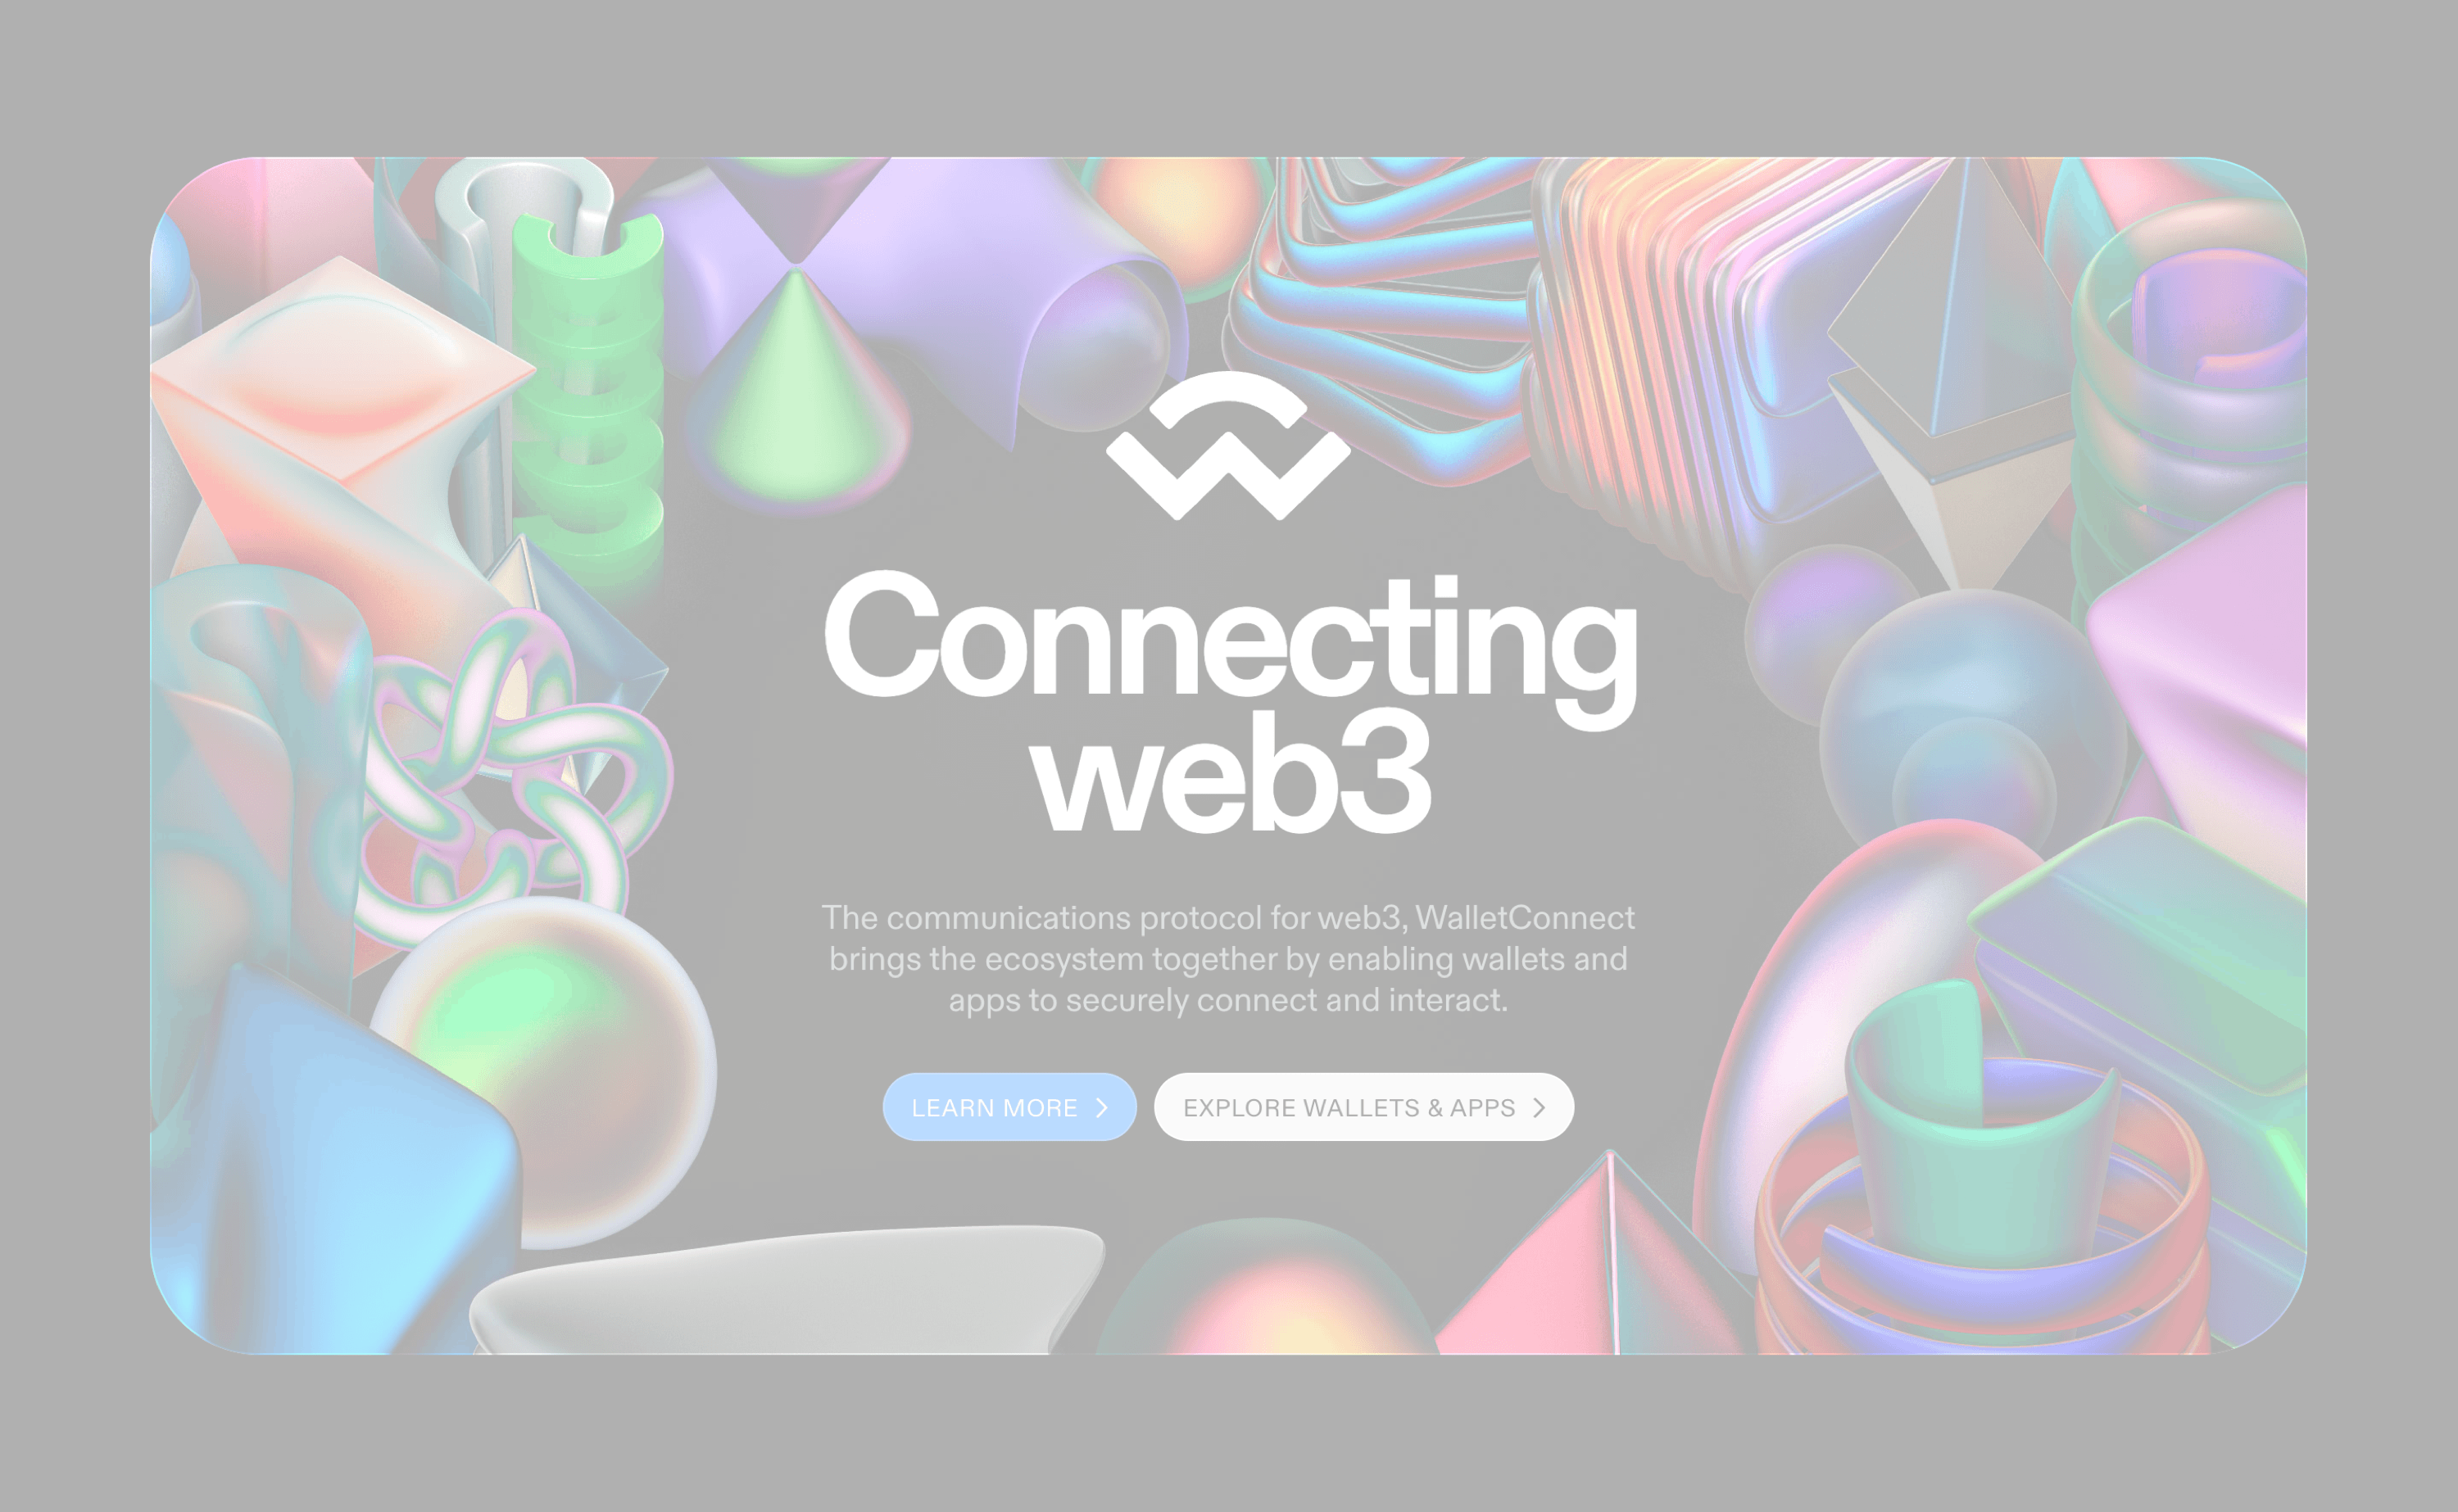 Connecting
web3
The communications protocol for web3, WalletConnect
brings the ecosystem together by enabling wallets and
apps to securely connect and interact.
LEARN MORE
EXPLORE WALLETS & APPS